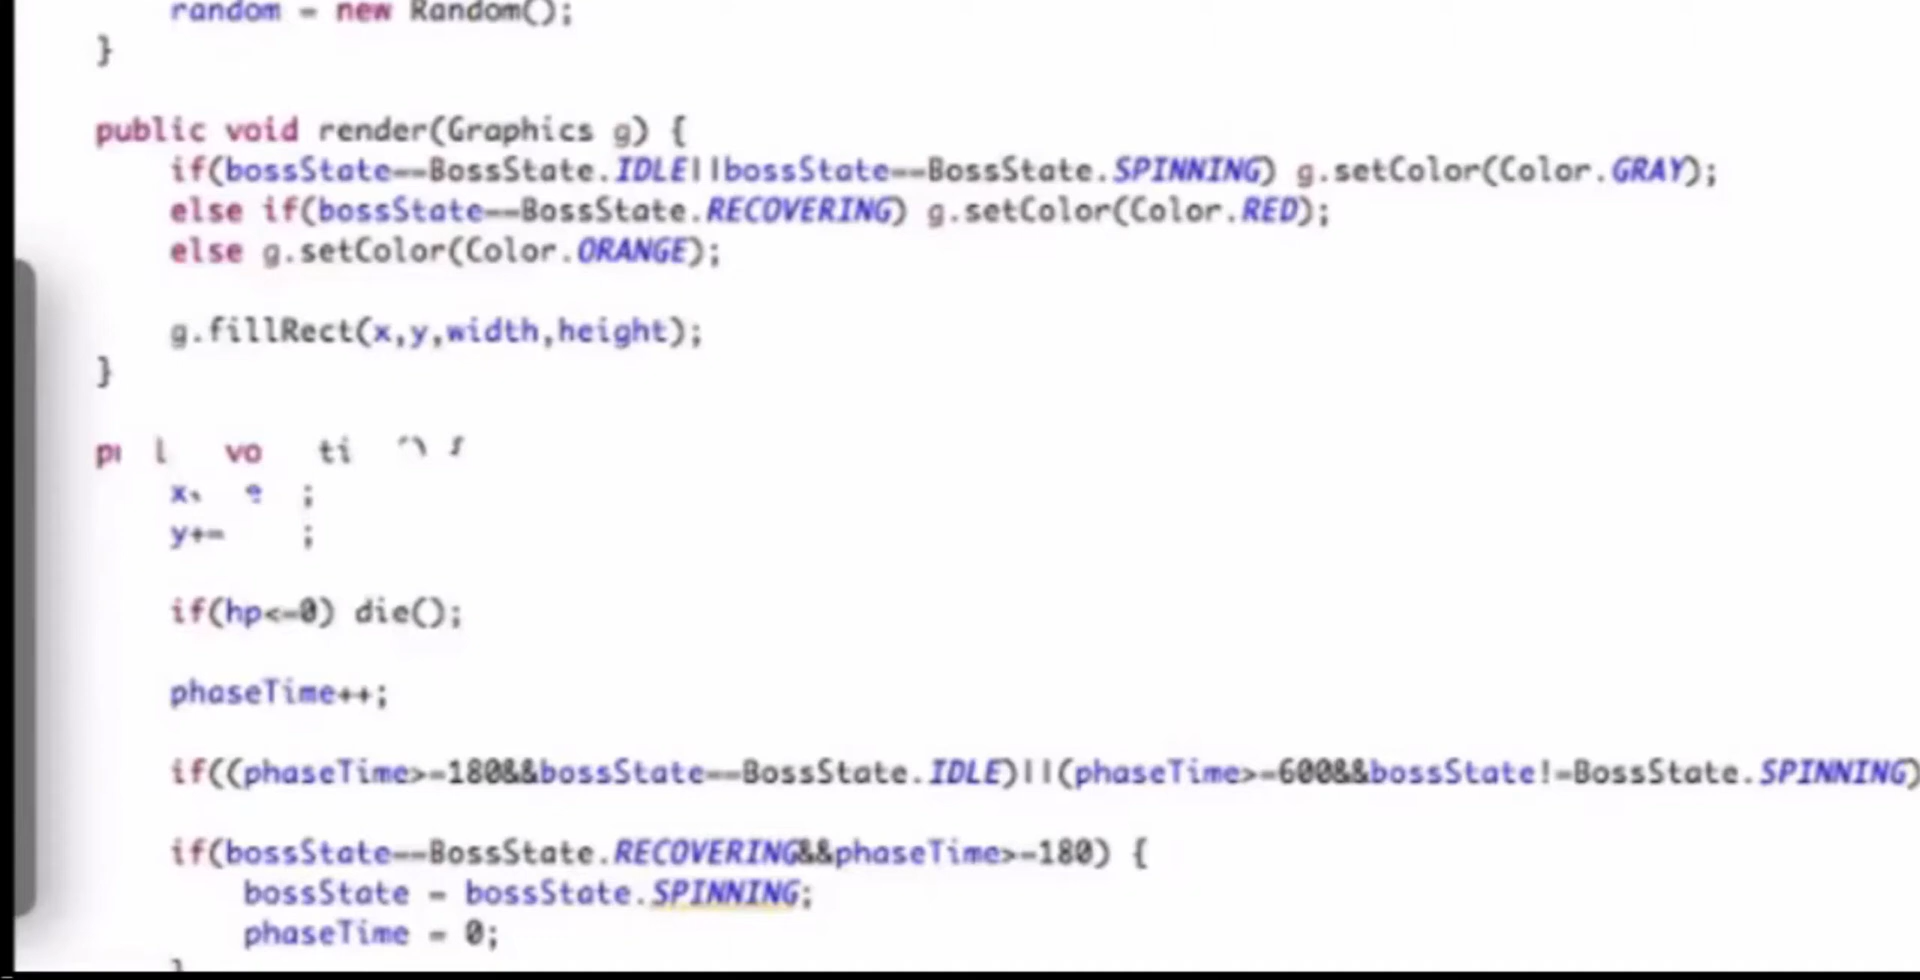 random = new Random();
}
public void render(Graphics g) {
if(bossState==BossState.IDLE||bossState==BossState.SPINNING) g.setColor(Color.GRAY);
else if(bossState==BossState.RECOVERING) g.setColor(Color.RED);
else g.setColor(Color.ORANGE);
g.fillRect(x,y,width,height);
}
y+= ;
if(hp<=0) die();
phaseTime++;
if((phaseTime>=180&&bossState==BossState.IDLE)||(phaseTime>=600&&bossState!=BossState.SPINNING)
if(bossState==BossState.RECOVERING&&phaseTime>=180) {
bossState = bossState.SPINNING;
phaseTime = 0;